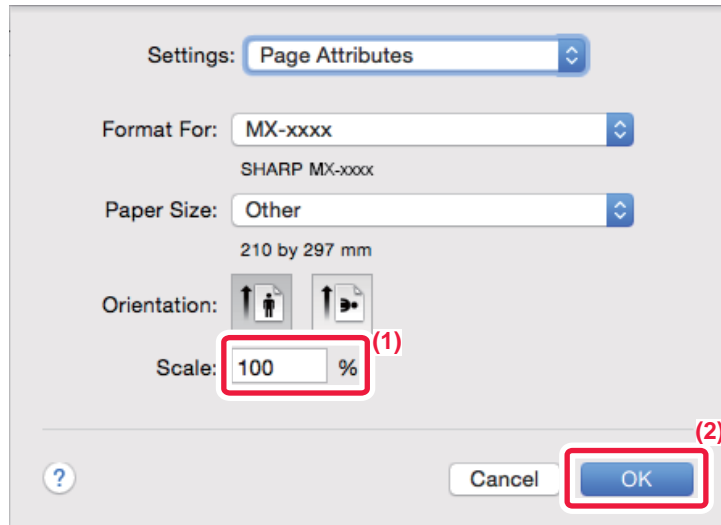 Settings: Page Attributes
Format For: MX-xxxx
SHARP MX-xxxx
Paper Size: Other
210 by 297 mm
Orientation:
(1)
Scale: 100 %
(2)
? Cancel OK